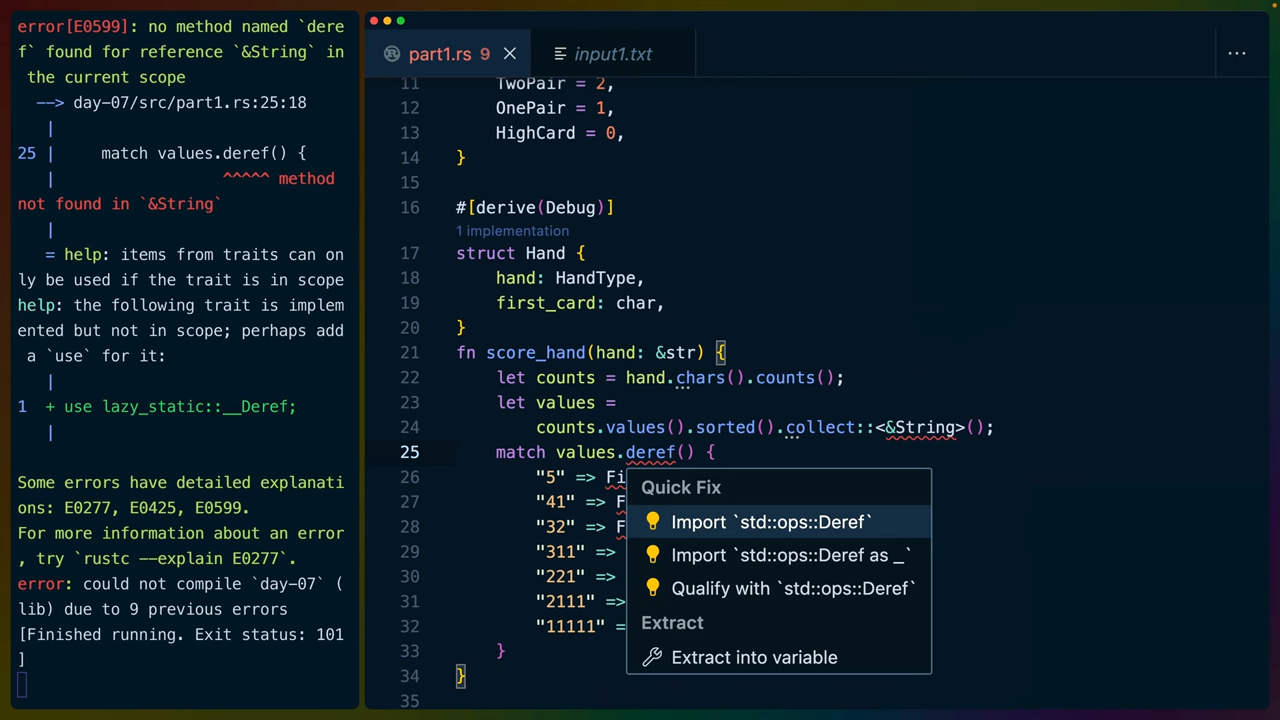 error[E0599]: no method named `dere
f` found for reference `&String` in
the current scope
--> day-07/src/part1.rs:25:18
|
25 |     match values.deref() {
|                  ^^^^^ method
not found in `&String`
|
= help: items from traits can on
ly be used if the trait is in scope
help: the following trait is implem
ented but not in scope; perhaps add
a `use` for it:
|
1  + use lazy_static::__Deref;
|
Some errors have detailed explanati
ons: E0277, E0425, E0599.
For more information about an error
, try `rustc --explain E0277`.
error: could not compile `day-07` (
lib) due to 9 previous errors
[Finished running. Exit status: 101
]
part1.rs 9
input1.txt
11 TwoPair = 2,
12 OnePair = 1,
13 HighCard = 0,
14 }
15
16 #[derive(Debug)]
1 implementation
17 struct Hand {
18 hand: HandType,
19 first_card: char,
20 }
21 fn score_hand(hand: &str) {
22 let counts = hand.chars().counts();
23 let values =
24 counts.values().sorted().collect::<&String>();
25 match values.deref() {
26 "5" => Fi
27 "41" => F
28 "32" => F
29 "311" =>
30 "221" =>
31 "2111" =>
32 "11111" =
33 }
34 }
35
Quick Fix
Import `std::ops::Deref`
Import `std::ops::Deref as _`
Qualify with `std::ops::Deref`
Extract
Extract into variable